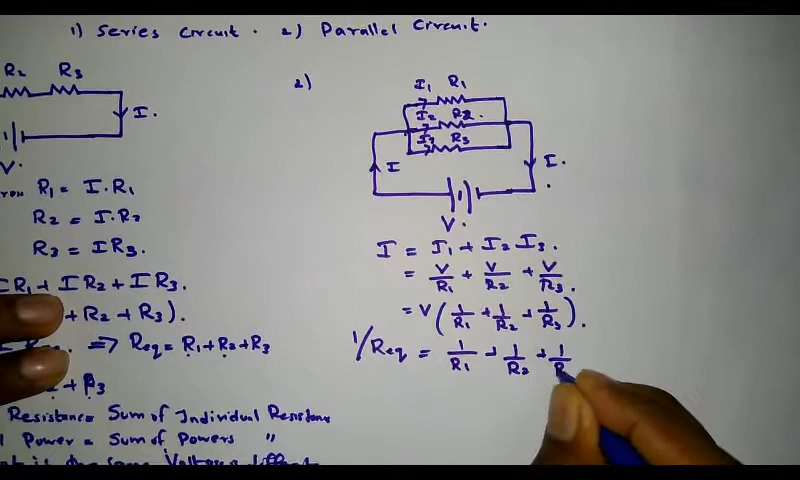 1) Series Circuit. 2) Parallel Circuit.
R2 R3
I.
V.
R1 = I.R1
R2 = I.R2
R3 = IR3.
IR1 + IR2 + IR3.
+ R2 + R3).
=> Req = R1 + R2 + R3
+ P3
Resistance = Sum of Individual Resistance
Power = Sum of Powers "
2)
I1 R1
I2 R2.
I3 R3
I I.
V.
I = I1 + I2 I3.
= V/R1 + V/R2 + V/R3.
= V(1/R1 + 1/R2 + 1/R3).
1/Req = 1/R1 + 1/R2 + 1/R